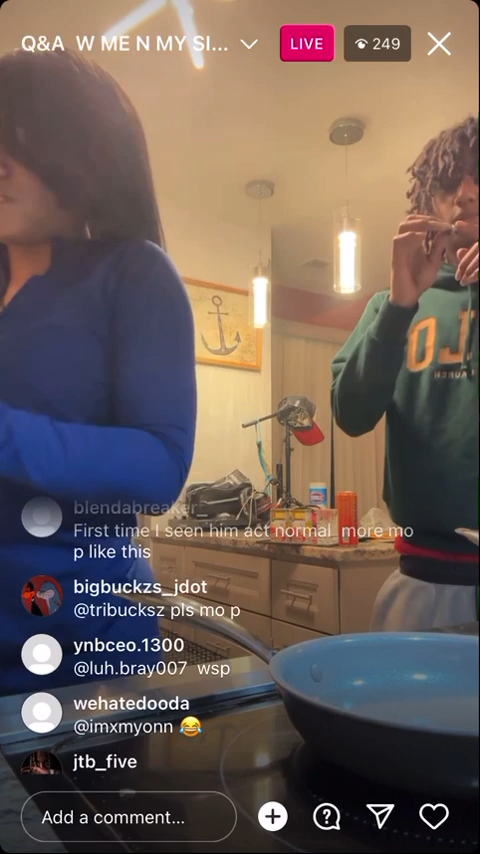 Q&A W ME N MY SI...
LIVE
249
blendabreaker
First time I seen him act normal more mo
p like this
bigbuckzs_jdot
@tribucksz pls mo p
ynbceo.1300
@luh.bray007 wsp
wehatedooda
@imxmyonn 😂
jtb_five
Add a comment...